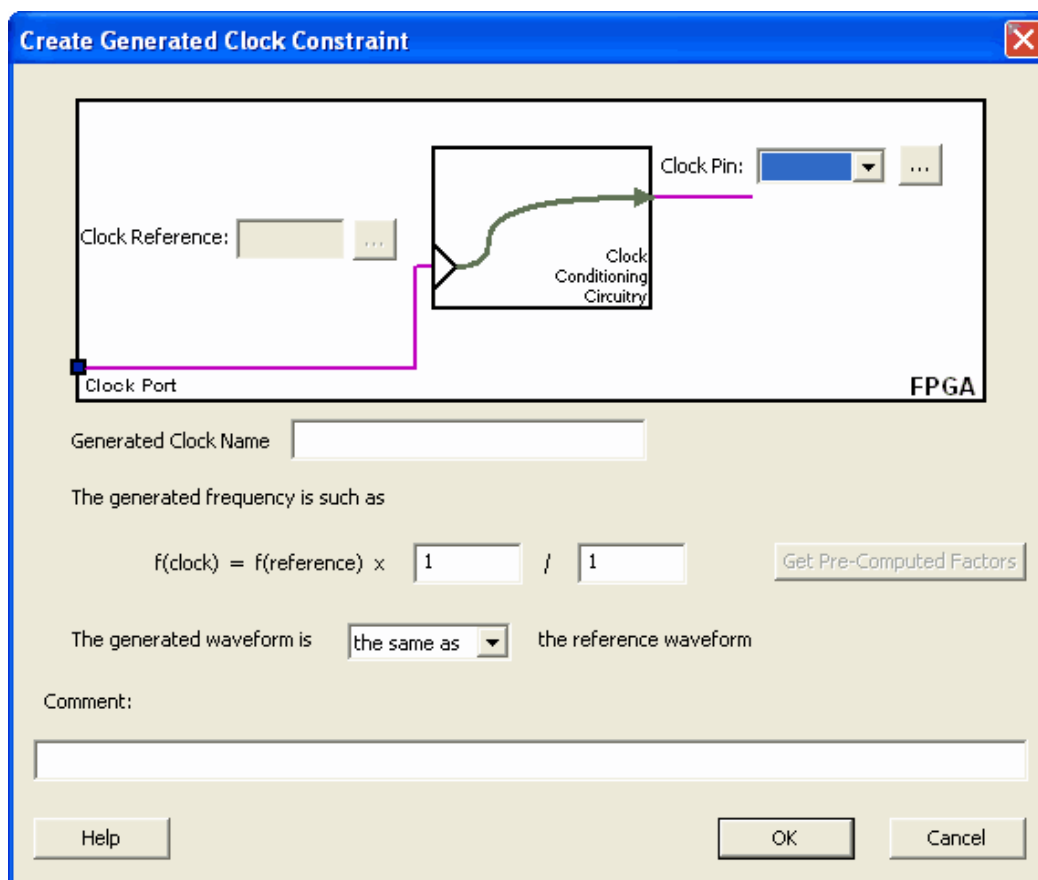 Create Generated Clock Constraint
Clock Pin:
...
Clock Reference:
...
Clock
Conditioning
Circuitry
Clock Port
FPGA
Generated Clock Name
The generated frequency is such as
f(clock) = f(reference) x 1 / 1
Get Pre-Computed Factors
The generated waveform is the same as the reference waveform
Comment:
Help
OK
Cancel